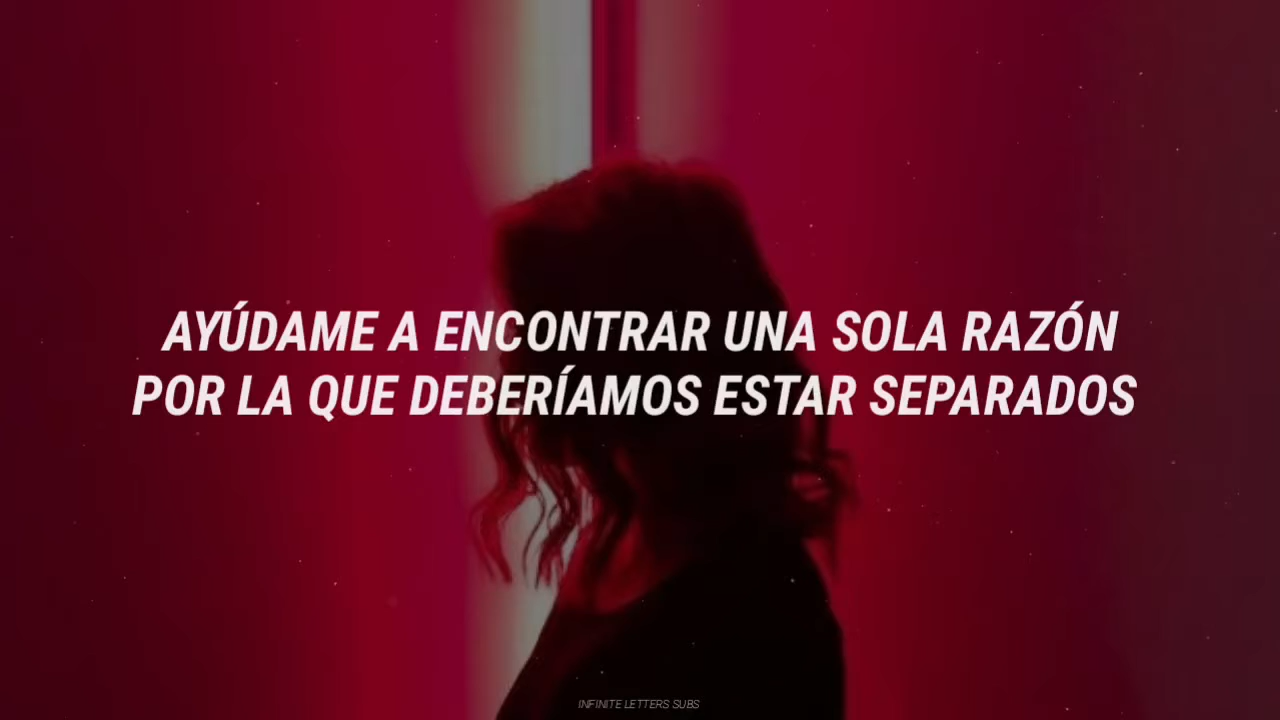 AYÚDAME A ENCONTRAR UNA SOLA RAZÓN
POR LA QUE DEBERÍAMOS ESTAR SEPARADOS
INFINITE LETTERS SUBS